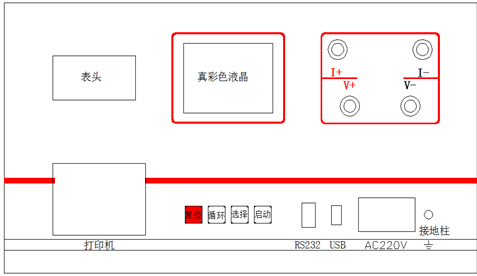 表头
真彩色液晶
I+ I-
V+ V-
复位 循环 选择 启动
接地柱
打印机 RS232 USB AC220V